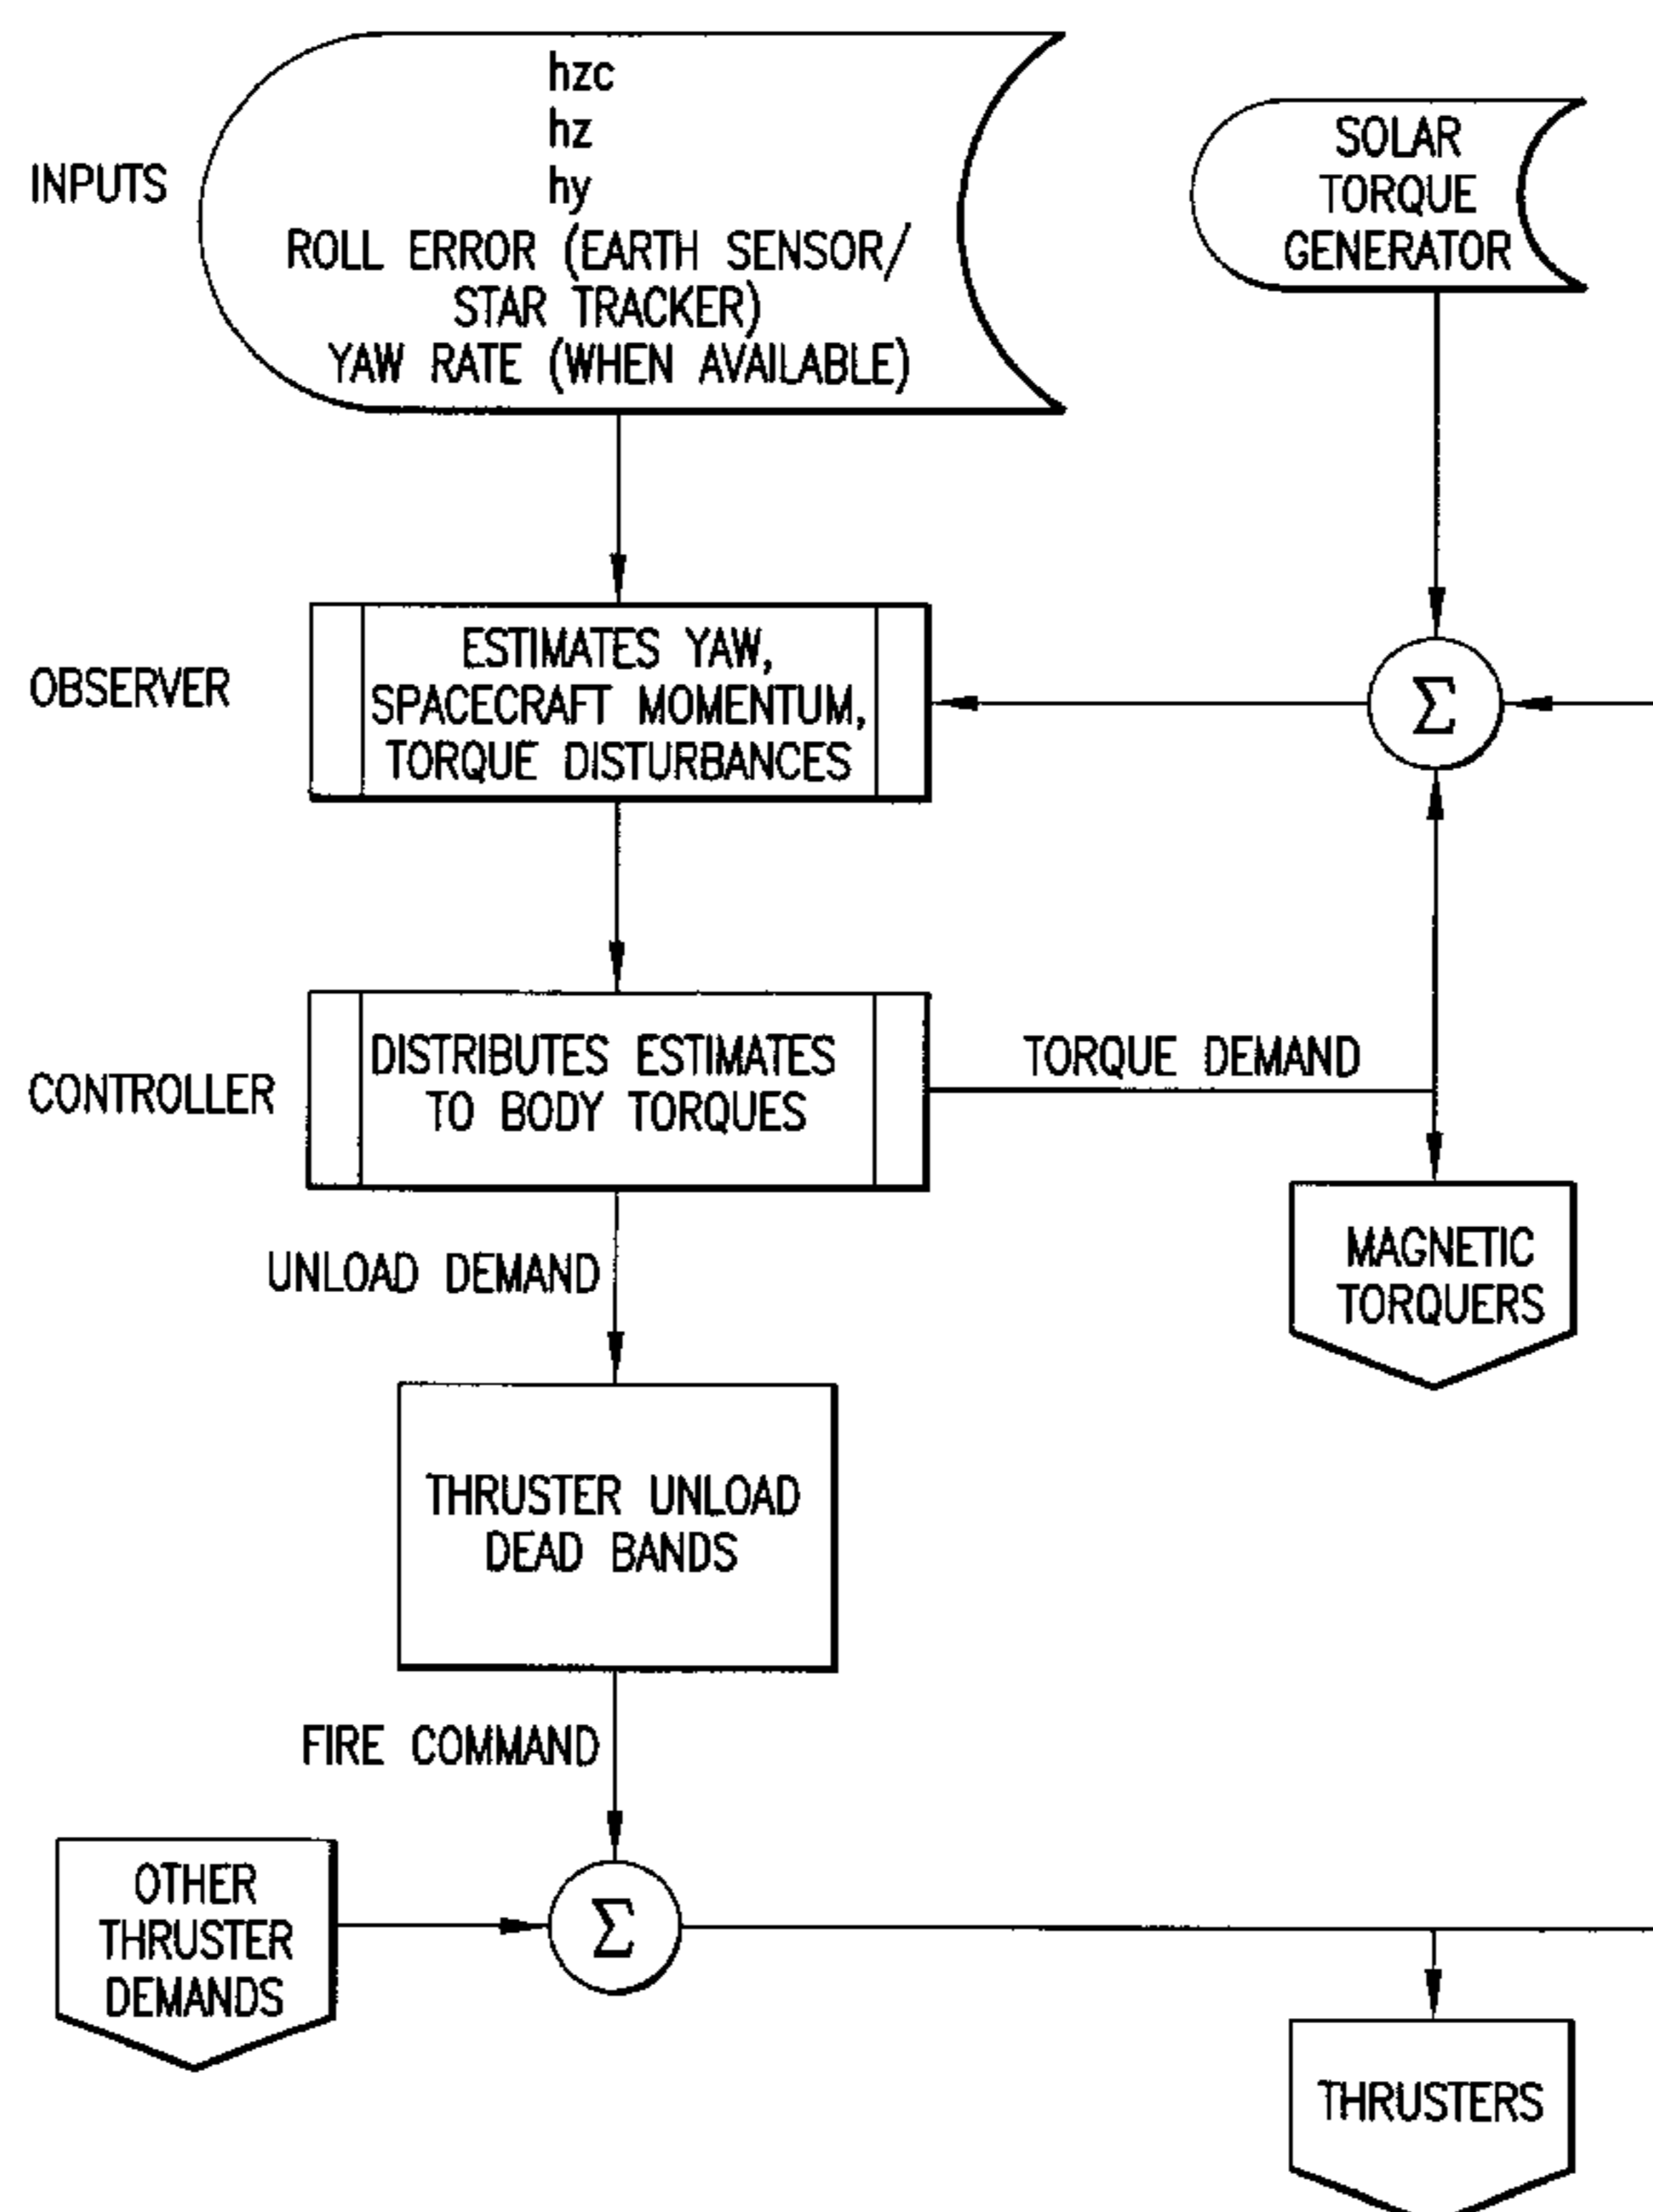 hzc
hz
hy
INPUTS
ROLL ERROR (EARTH SENSOR/
STAR TRACKER)
YAW RATE (WHEN AVAILABLE)
SOLAR
TORQUE
GENERATOR
OBSERVER
ESTIMATES YAW,
SPACECRAFT MOMENTUM,
TORQUE DISTURBANCES
Σ
CONTROLLER
DISTRIBUTES ESTIMATES
TO BODY TORQUES
TORQUE DEMAND
MAGNETIC
TORQUERS
UNLOAD DEMAND
THRUSTER UNLOAD
DEAD BANDS
FIRE COMMAND
OTHER
THRUSTER
DEMANDS
Σ
THRUSTERS